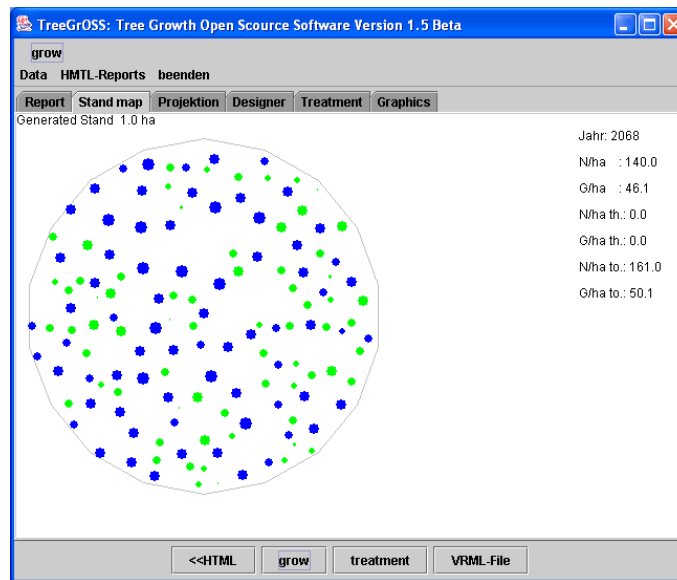 TreeGrOSS: Tree Growth Open Scource Software Version 1.5 Beta
grow
Data HMTL-Reports beenden
Report Stand map Projektion Designer Treatment Graphics
Generated Stand 1.0 ha
Jahr: 2068
N/ha : 140.0
G/ha : 46.1
N/ha th.: 0.0
G/ha th.: 0.0
N/ha to.: 161.0
G/ha to.: 50.1
<<HTML grow treatment VRML-File